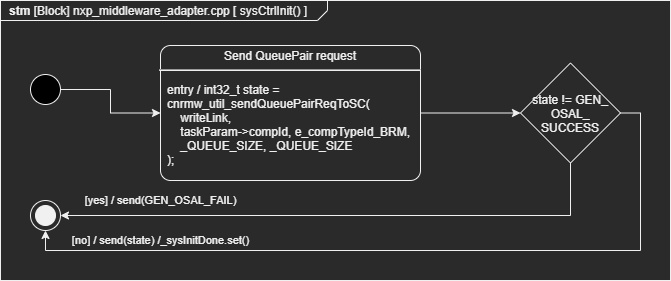 stm [Block] nxp_middleware_adapter.cpp [ sysCtrlInit() ]
Send QueuePair request
entry / int32_t state =
cnrmw_util_sendQueuePairReqToSC(
writeLink,
taskParam->compId, e_compTypeId_BRM,
_QUEUE_SIZE, _QUEUE_SIZE
);
state != GEN_
OSAL_
SUCCESS
[yes] / send(GEN_OSAL_FAIL)
[no] / send(state) /_sysInitDone.set()